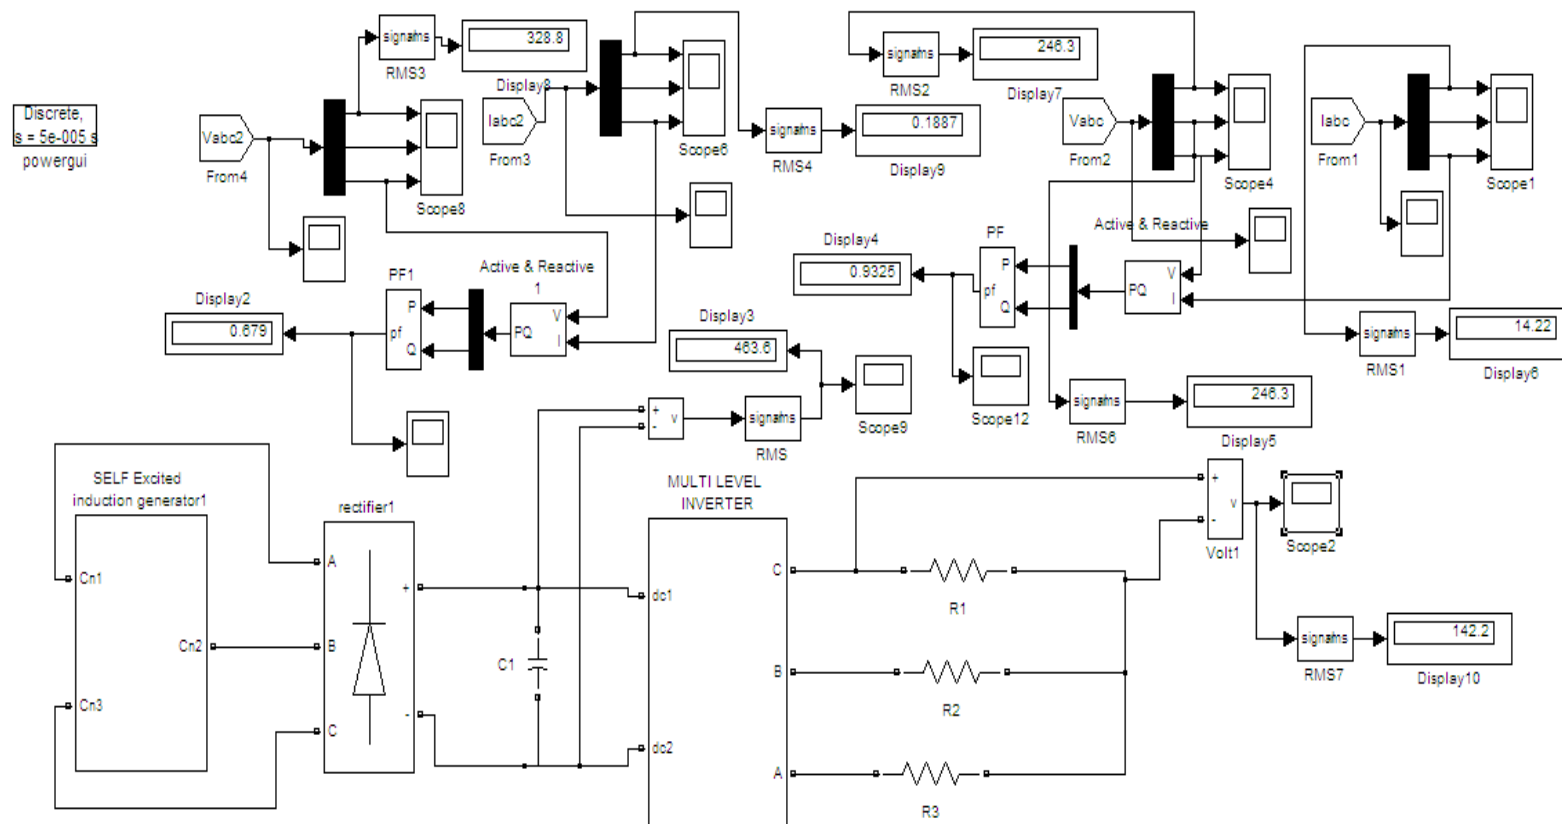 Discrete,
s = 5e-005 s
powergui
Vabc2
From4
signalrms
RMS3
328.8
Display8
Scope8
Iabc2
From3
Scope6
signalrms
RMS4
0.1887
Display9
signalrms
RMS2
246.3
Display7
Vabc
From2
Scope4
Iabc
From1
Scope1
Active & Reactive
1
V
I
PQ
PF1
P
pf
Q
Display2
0.679
Active & Reactive
V
I
PQ
PF
P
pf
Q
Display4
0.9325
Scope12
signalrms
RMS1
14.22
Display6
signalrms
RMS6
246.3
Display5
Display3
463.6
+
-
v
signalrms
RMS
Scope9
SELF Excited
induction generator1
Cn1
Cn2
Cn3
rectifier1
A
B
C
+
-
C1
MULTI LEVEL
INVERTER
dc1
dc2
C
B
A
R1
R2
R3
+
-
v
Volt1
Scope2
signalrms
RMS7
142.2
Display10